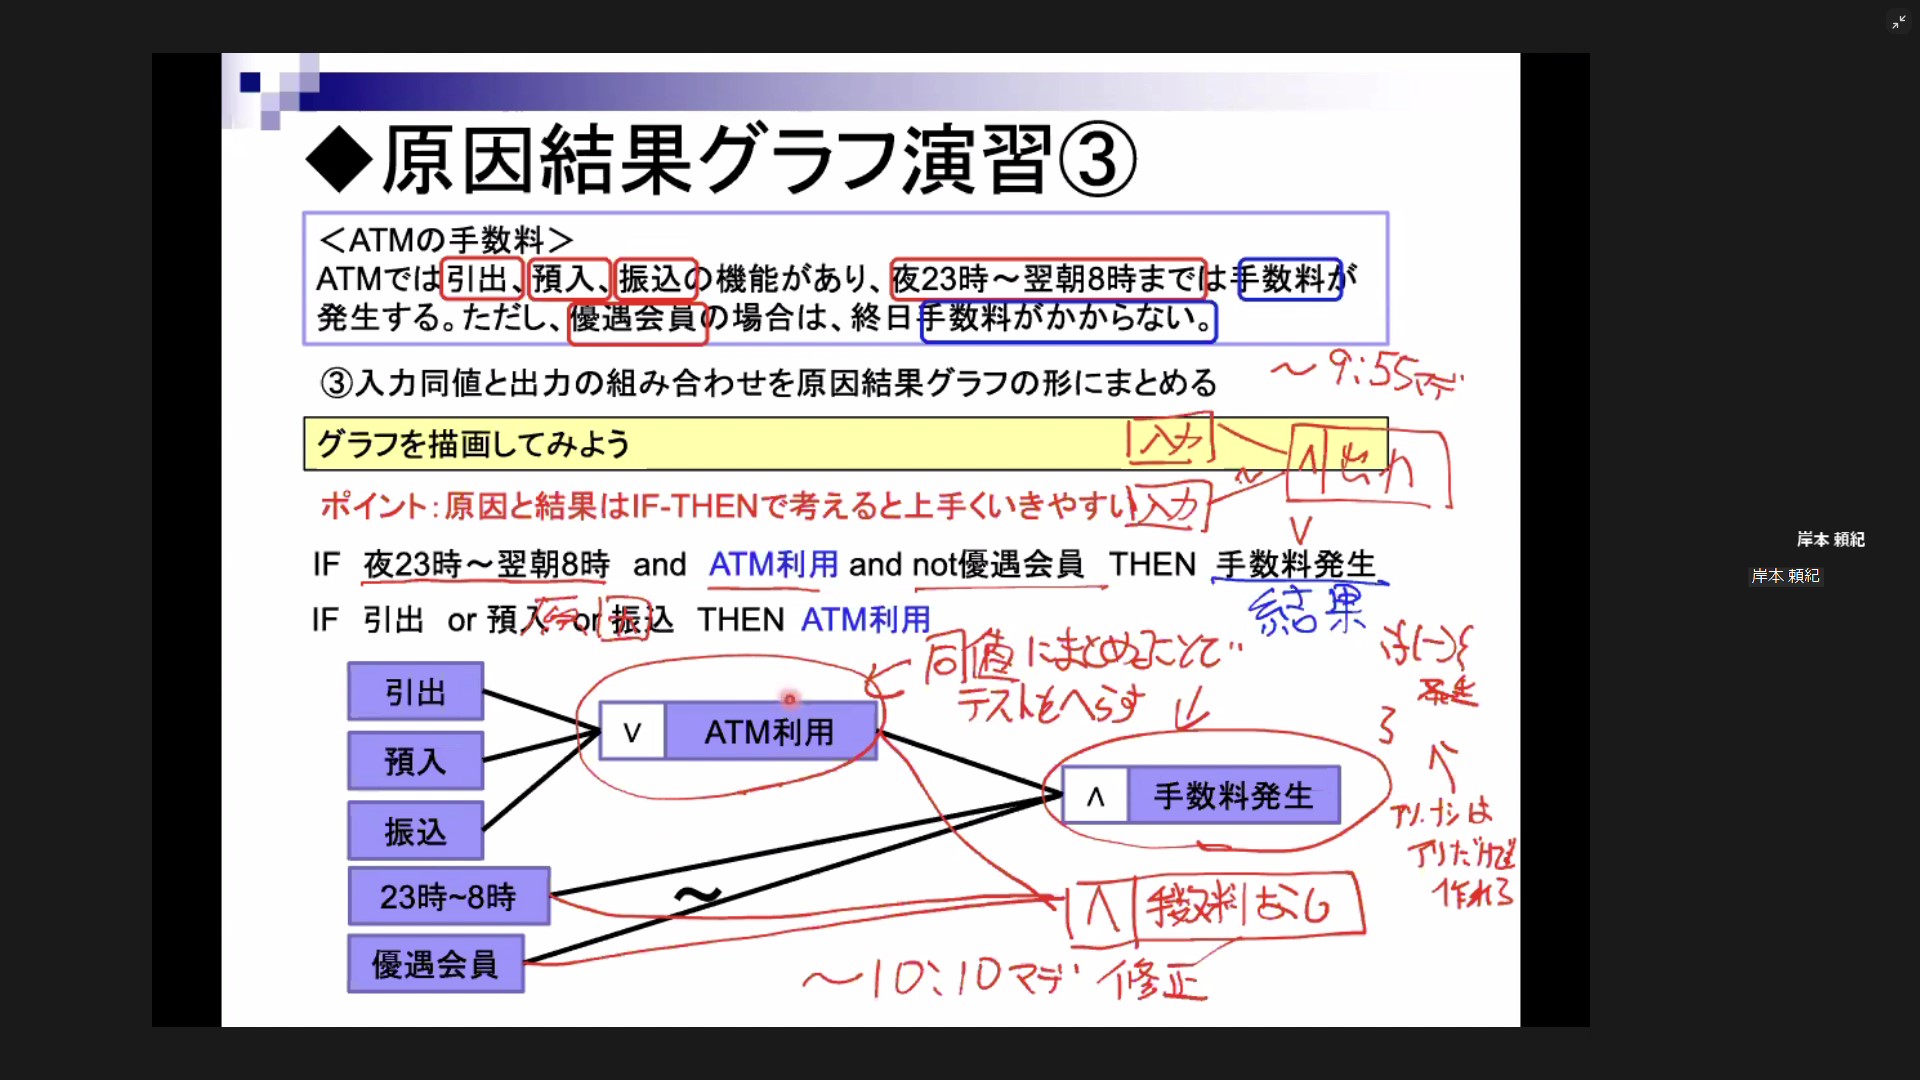 ◆原因結果グラフ演習③
＜ATMの手数料＞
ATMでは引出、預入、振込の機能があり、夜23時～翌朝8時までは手数料が
発生する。ただし、優遇会員の場合は、終日手数料がかからない。
～9:55マデ
③入力同値と出力の組み合わせを原因結果グラフの形にまとめる
グラフを描画してみよう
入力
∧ 出力
～
ポイント：原因と結果はIF-THENで考えると上手くいきやすい
入力
∨
IF 夜23時～翌朝8時 and ATM利用 and not優遇会員 THEN 手数料発生
IF 引出 or 預入 or 振込 THEN ATM利用
原因
結果
同値にまとめることで
テストをへらす
引出
預入
振込
23時~8時
優遇会員
∨ ATM利用
～
∧ 手数料発生
アリ.ナシは
アリだけで
作れる
∧ 手数料なし
～10:10マデ 修正
岸本 頼紀
岸本 頼紀